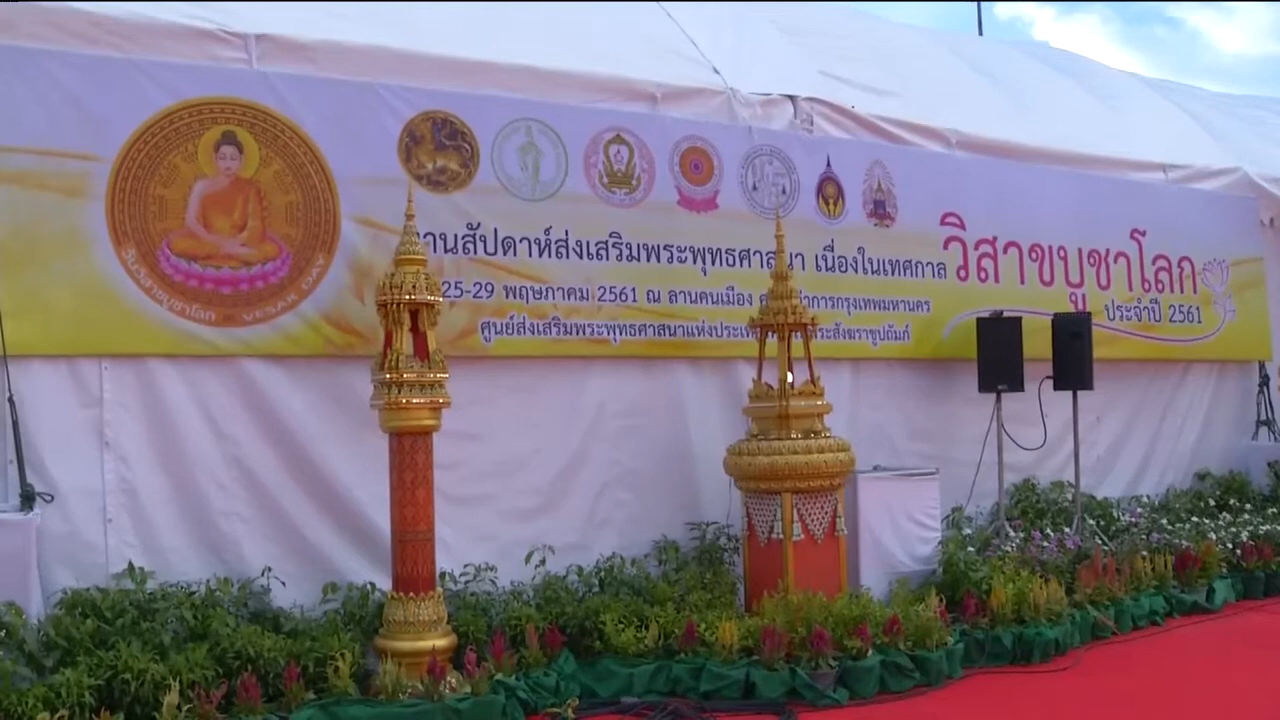 วันวิสาขบูชาโลก VESAK DAY
งานสัปดาห์ส่งเสริมพระพุทธศาสนา เนื่องในเทศกาล วิสาขบูชาโลก
25-29 พฤษภาคม 2561 ณ ลานคนเมือง กรุงเทพมหานคร
ประจำปี 2561
ศูนย์ส่งเสริมพระพุทธศาสนาแห่งประเทศ พระสังฆราชูปถัมภ์